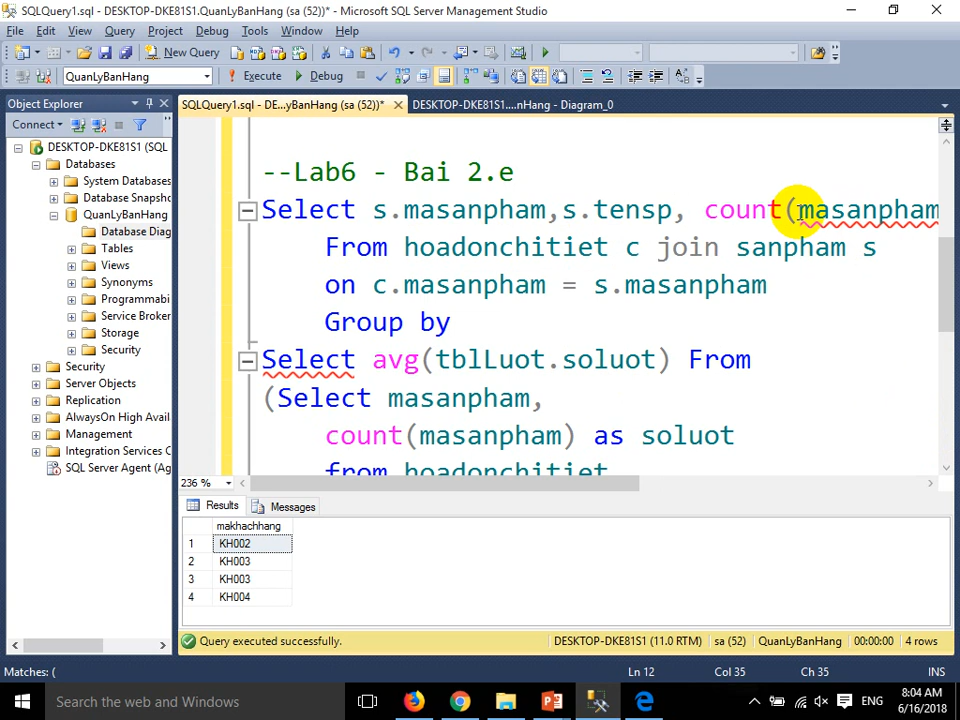 SQLQuery1.sql - DESKTOP-DKE81S1.QuanLyBanHang (sa (52))* - Microsoft SQL Server Management Studio
File Edit View Query Project Debug Tools Window Help
New Query
QuanLyBanHang Execute Debug
Object Explorer
SQLQuery1.sql - DE...yBanHang (sa (52))* DESKTOP-DKE81S1....nHang - Diagram_0
Connect
DESKTOP-DKE81S1 (SQL
Databases
System Databases
Database Snapsho
QuanLyBanHang
Database Diag
Tables
Views
Synonyms
Programmabi
Service Broker
Storage
Security
Security
Server Objects
Replication
AlwaysOn High Avail
Management
Integration Services C
SQL Server Agent (Ag
--Lab6 - Bai 2.e
Select s.masanpham,s.tensp, count(masanpham
From hoadonchitiet c join sanpham s
on c.masanpham = s.masanpham
Group by
Select avg(tblLuot.soluot) From
(Select masanpham,
count(masanpham) as soluot
from hoadonchitiet
236 %
Results Messages
makhachhang
1 KH002
2 KH003
3 KH003
4 KH004
Query executed successfully. DESKTOP-DKE81S1 (11.0 RTM) sa (52) QuanLyBanHang 00:00:00 4 rows
Matches: ( Ln 12 Col 35 Ch 35 INS
Search the web and Windows
ENG
8:04 AM
6/16/2018